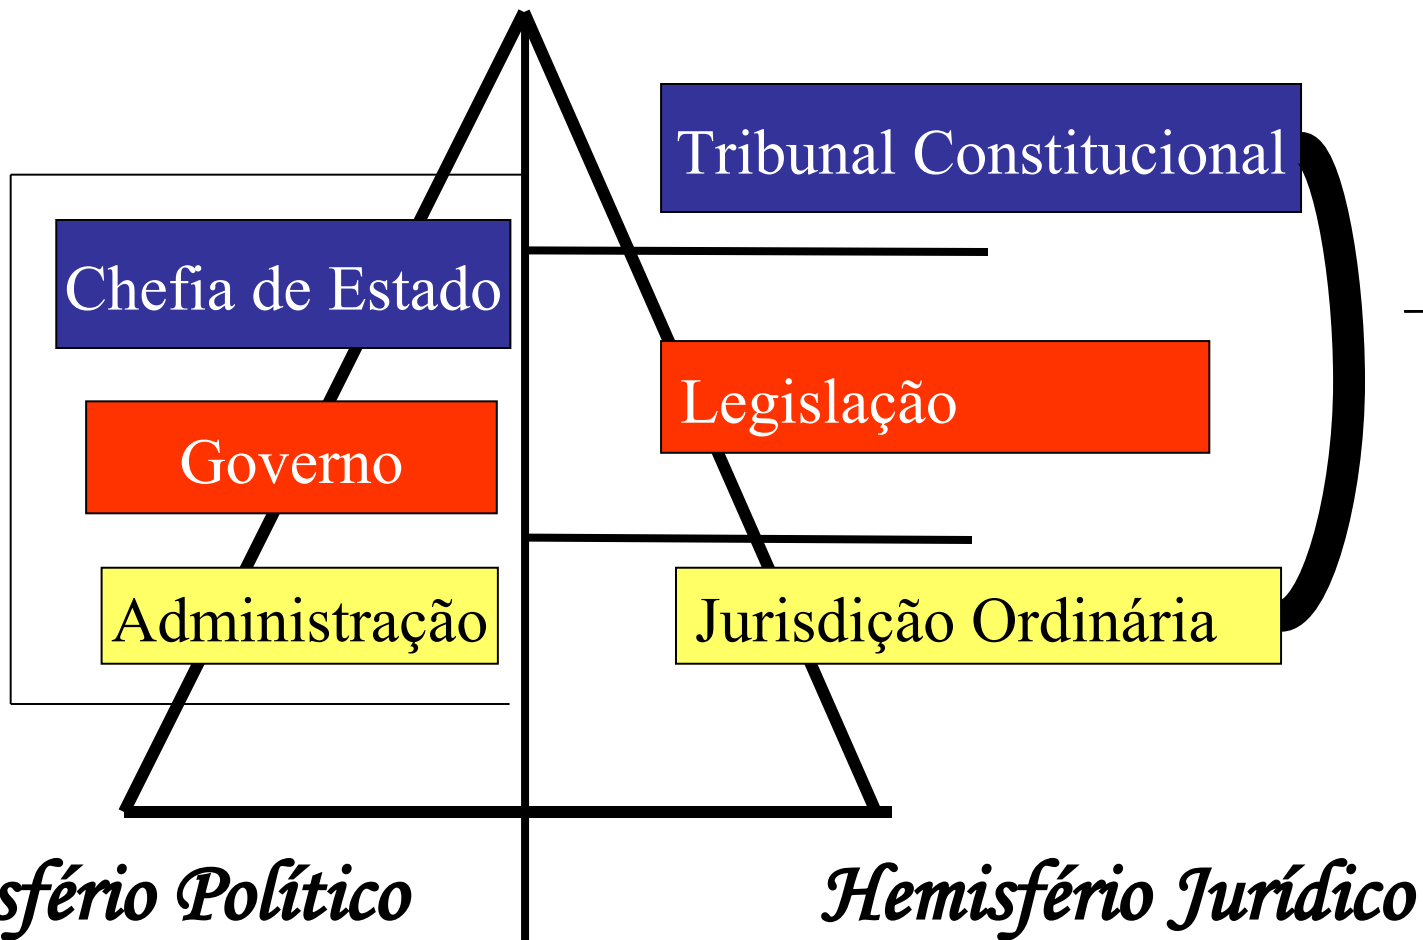 Tribunal Constitucional
Chefia de Estado
Legislação
Governo
Administração
Jurisdição Ordinária
sfério Político
Hemisfério Jurídico